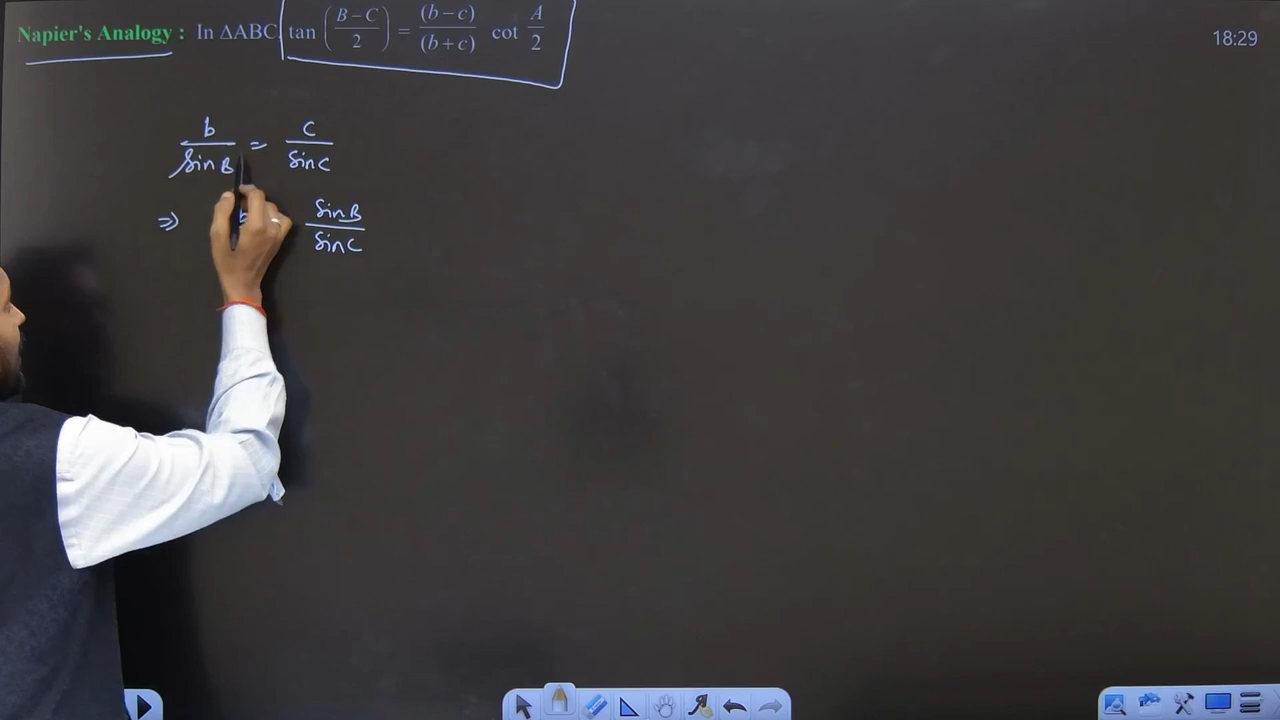 Napier's Analogy : In ΔABC tan ((B−C)/2) = (b−c)/(b+c) cot A/2
18:29
b/Sin B = c/Sin C
⇒ b Sin B/Sin C